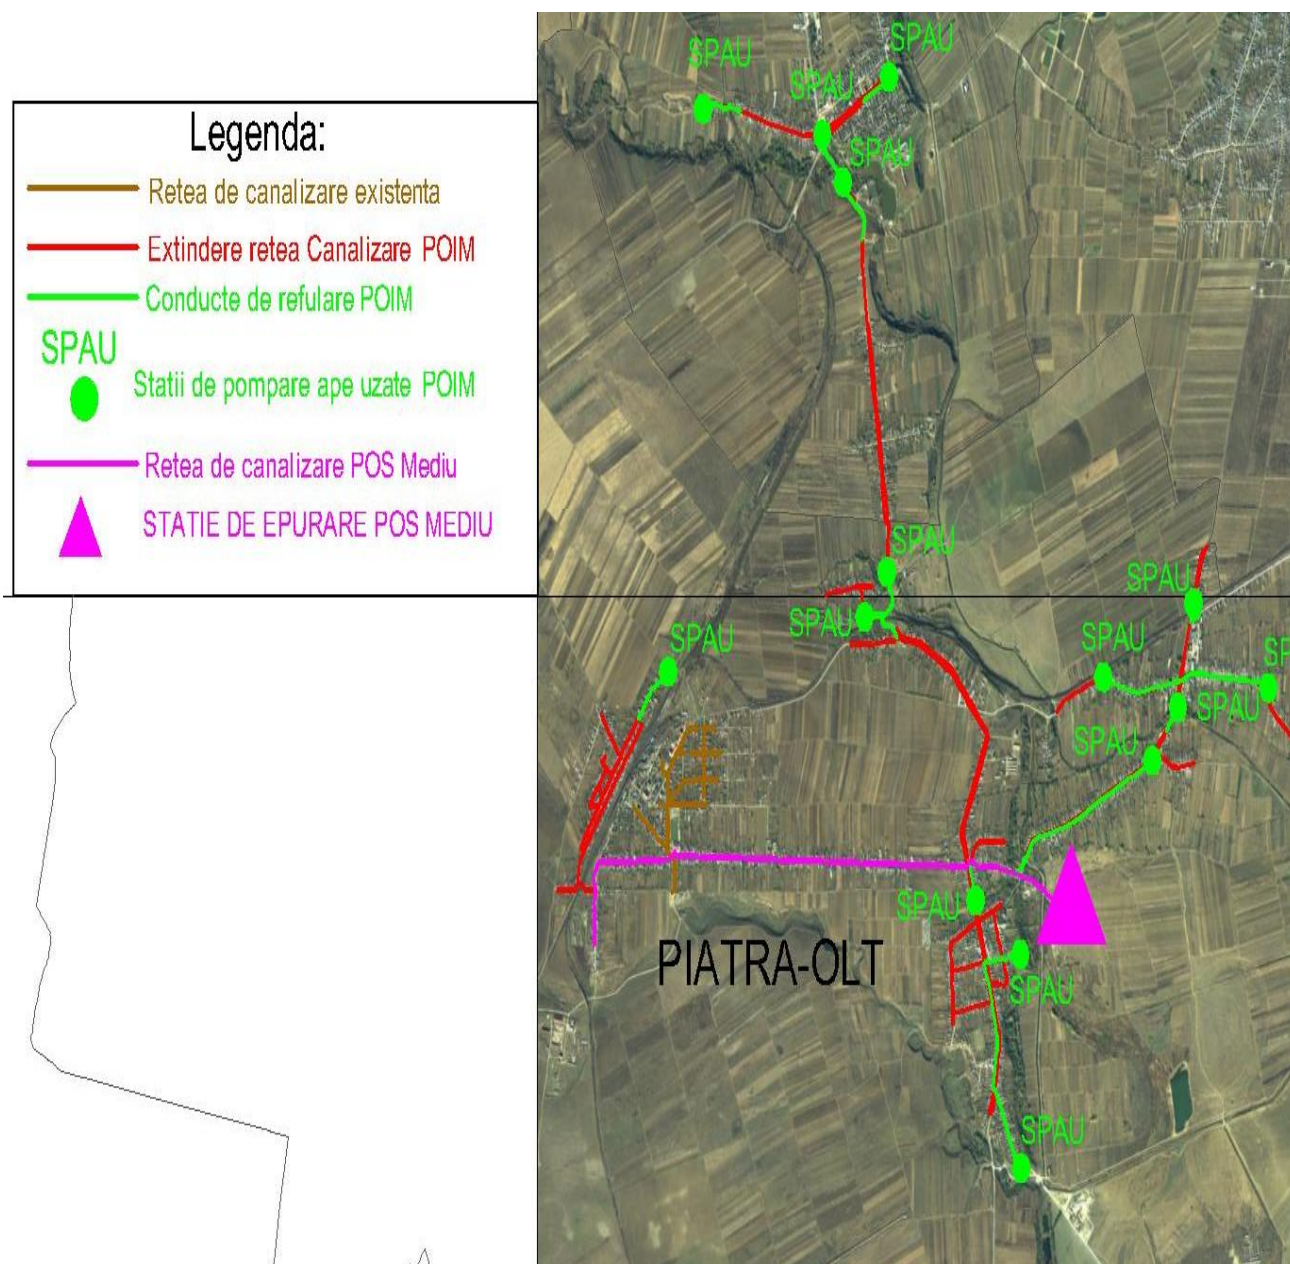 Legenda:
Retea de canalizare existenta
Extindere retea Canalizare POIM
Conducte de refulare POIM
SPAU
Statii de pompare ape uzate POIM
Retea de canalizare POS Mediu
STATIE DE EPURARE POS MEDIU
SPAU
SPAU
SPAU
SPAU
SPAU
SPAU
SPAU
SPAU
SPAU
SP
SPAU
SPAU
SPAU
PIATRA-OLT
SPAU
SPAU